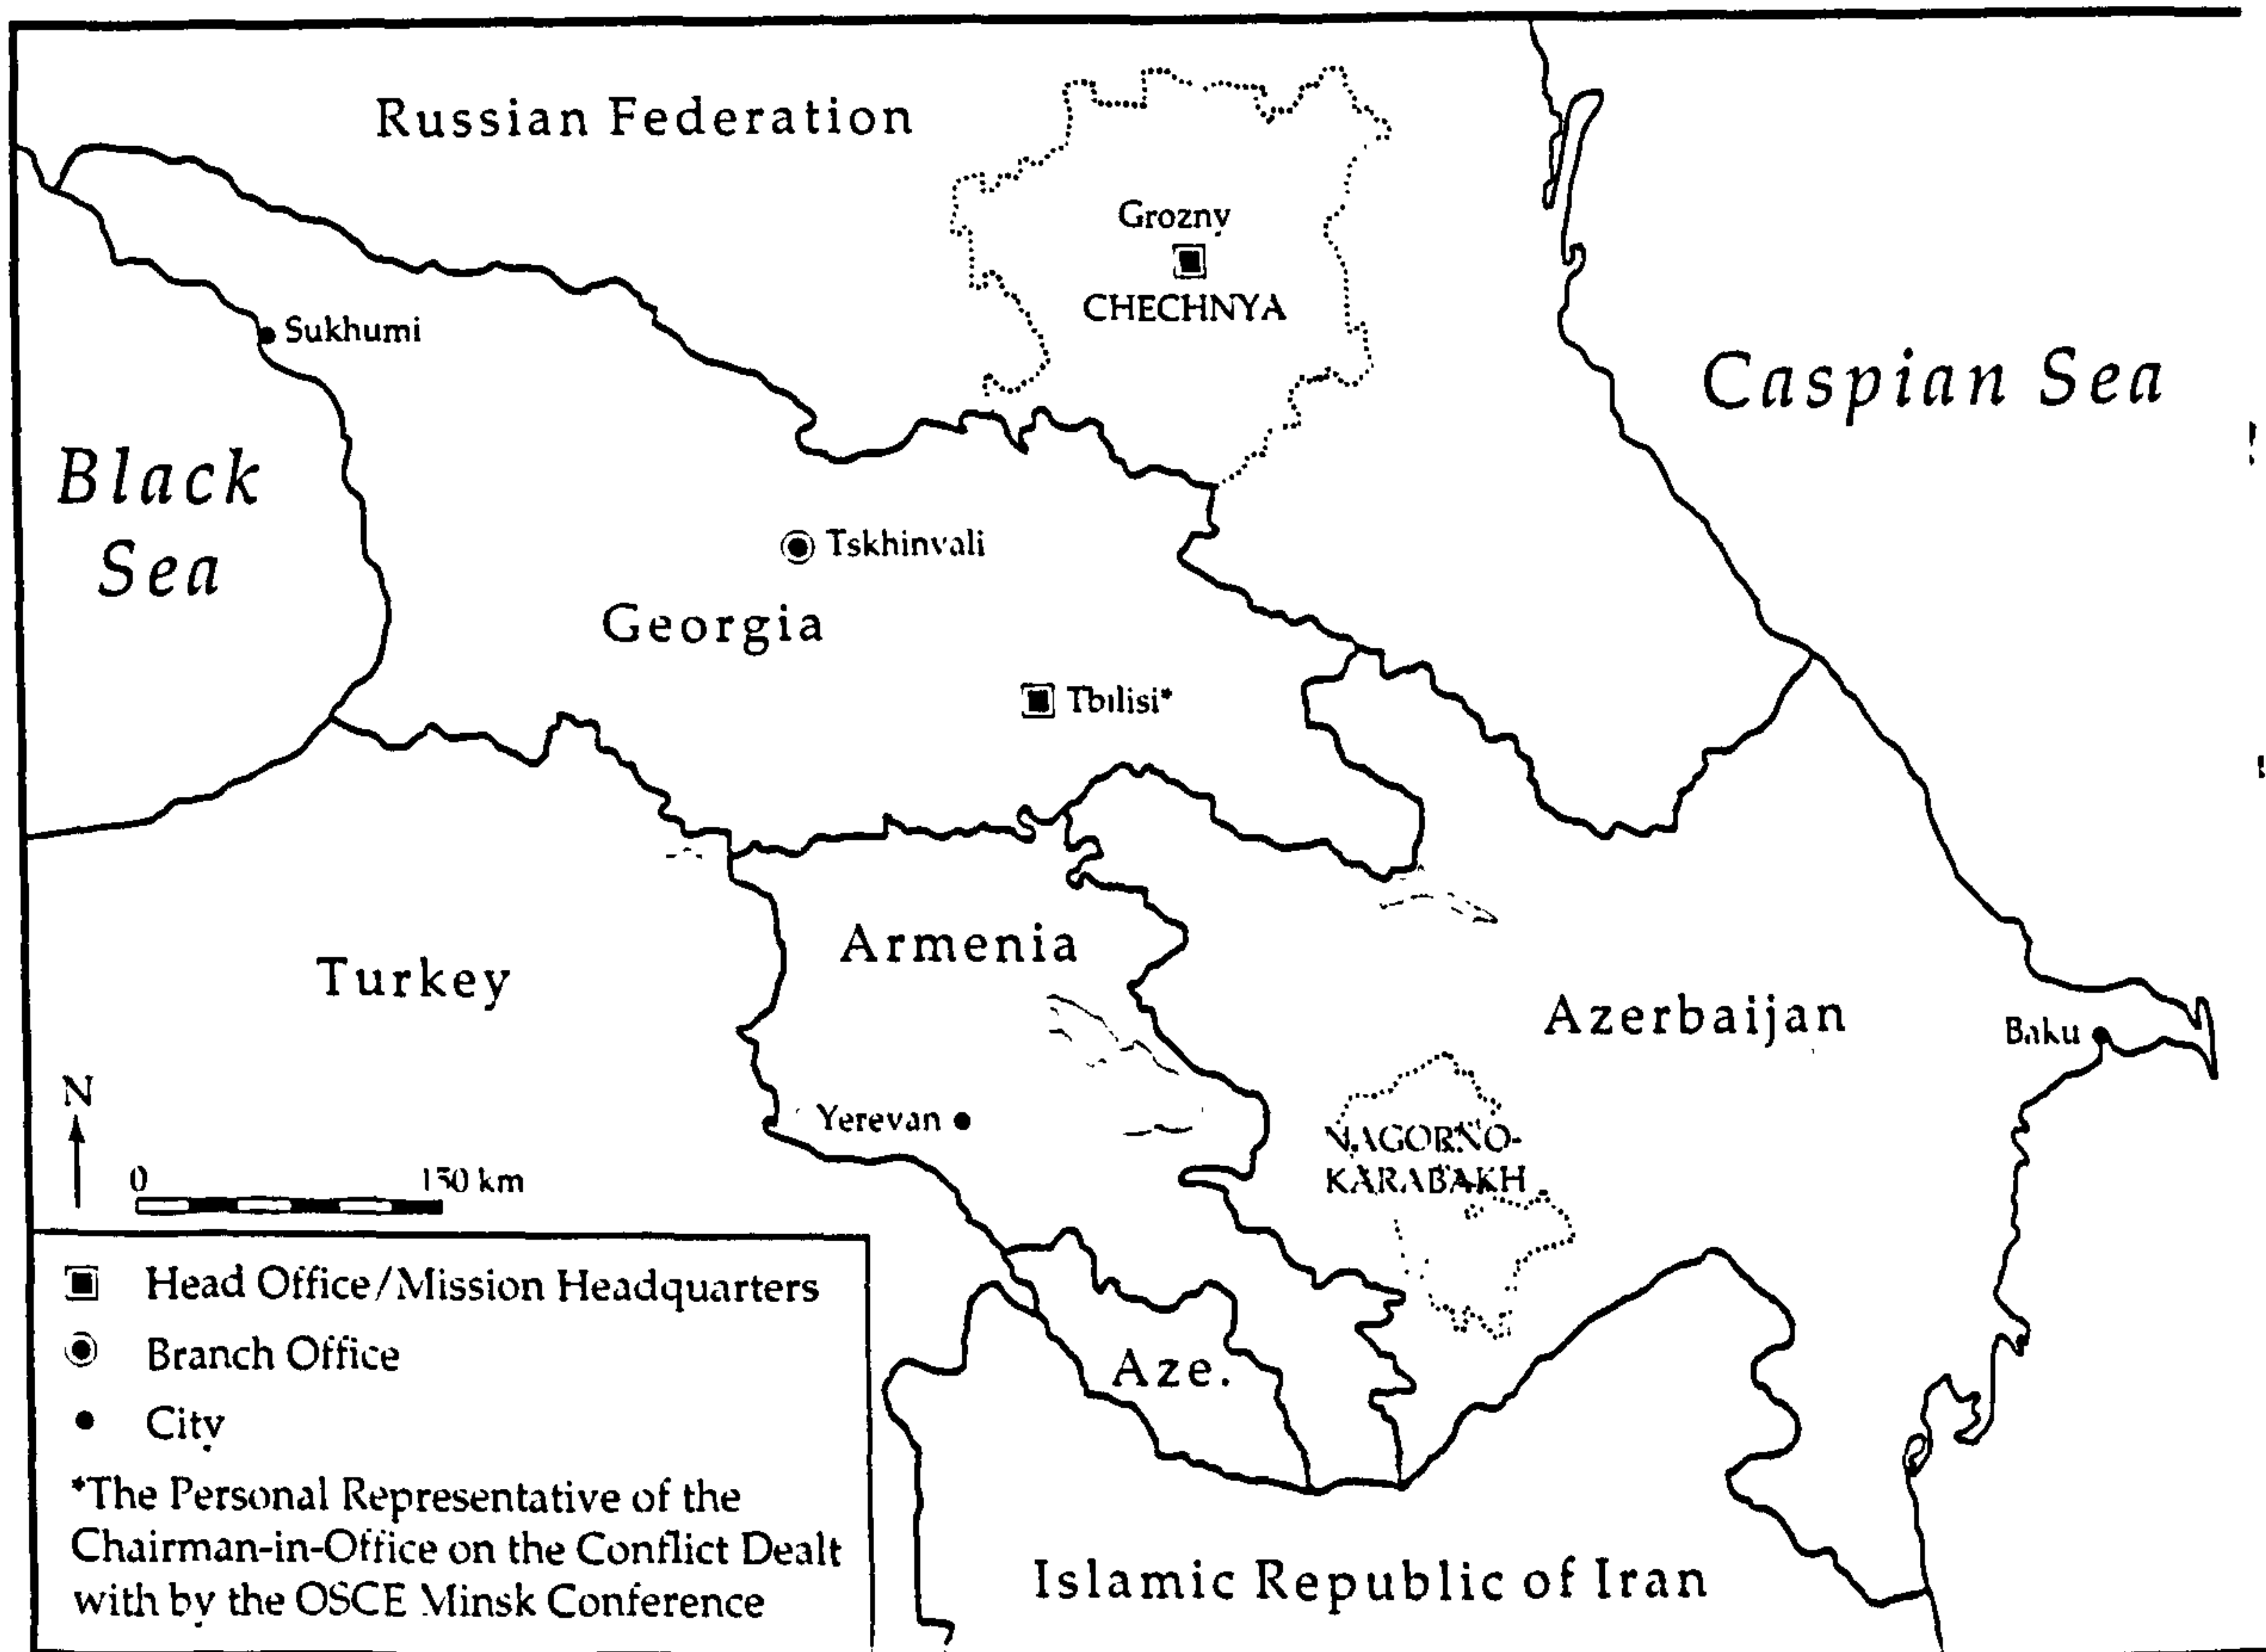 Russian Federation
Grozny
CHECHNYA
Sukhumi
Caspian Sea
Black
Sea
Tskhinvali
Georgia
Tbilisi*
Armenia
Turkey
Azerbaijan
Baku
N
Yerevan
NAGORNO-
KARABAKH
0 150 km
Aze.
Islamic Republic of Iran
Head Office/Mission Headquarters
Branch Office
City
*The Personal Representative of the
Chairman-in-Office on the Conflict Dealt
with by the OSCE Minsk Conference